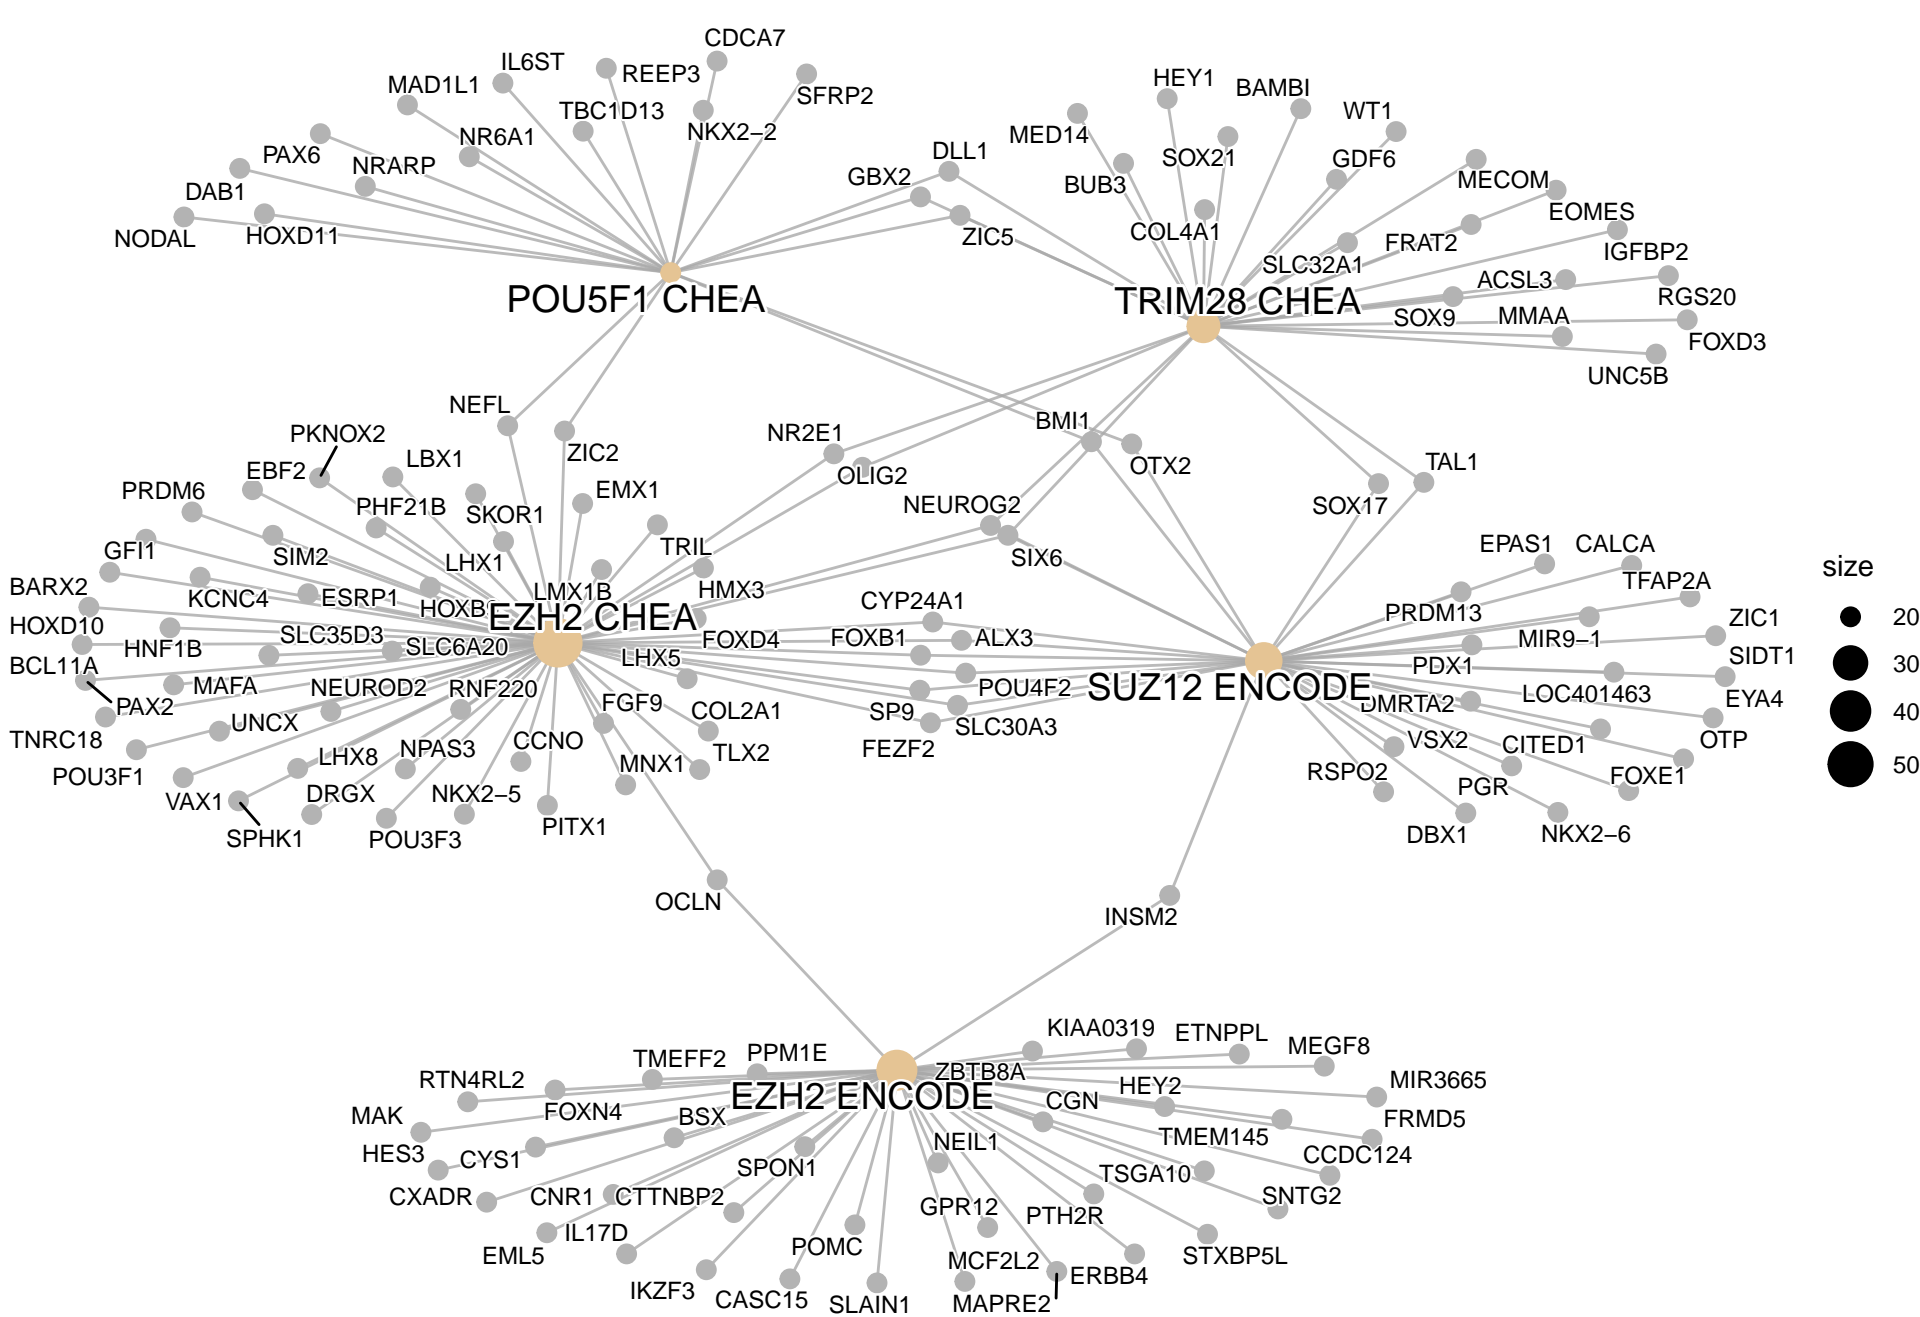 CDCA7
IL6ST
REEP3
MAD1L1
SFRP2
TBC1D13
NKX2−2
NR6A1
PAX6
NRARP
DAB1
NODAL
HOXD11
POU5F1 CHEA
HEY1
BAMBI
WT1
MED14
SOX21
GDF6
DLL1
GBX2
BUB3
MECOM
EOMES
COL4A1
ZIC5
FRAT2
IGFBP2
SLC32A1
ACSL3
RGS20
TRIM28 CHEA
SOX9
MMAA
FOXD3
UNC5B
NEFL
PKNOX2
ZIC2
NR2E1
BMI1
OTX2
OLIG2
TAL1
SOX17
NEUROG2
SIX6
LBX1
EBF2
PRDM6
EMX1
PHF21B
SKOR1
GFI1
SIM2
LHX1
TRIL
BARX2
KCNC4
ESRP1
HOXB9
LMX1B
HMX3
EZH2 CHEA
HOXD10
HNF1B
SLC35D3
SLC6A20
FOXD4
LHX5
CYP24A1
FOXB1
ALX3
POU4F2
SP9
SLC30A3
FEZF2
BCL11A
PAX2
MAFA
NEUROD2
RNF220
FGF9
COL2A1
TNRC18
UNCX
CCNO
TLX2
POU3F1
LHX8
NPAS3
MNX1
VAX1
DRGX
NKX2−5
SPHK1
POU3F3
PITX1
EPAS1
CALCA
TFAP2A
PRDM13
ZIC1
MIR9−1
SIDT1
PDX1
SUZ12 ENCODE
LOC401463
EYA4
DMRTA2
OTP
VSX2
CITED1
RSPO2
FOXE1
PGR
DBX1
NKX2−6
size
20
30
40
50
OCLN
INSM2
KIAA0319
ETNPPL
MEGF8
TMEFF2
PPM1E
ZBTB8A
RTN4RL2
HEY2
MIR3665
EZH2 ENCODE
CGN
FOXN4
FRMD5
MAK
BSX
TMEM145
HES3
CYS1
NEIL1
CCDC124
SPON1
TSGA10
CXADR
CNR1
CTTNBP2
SNTG2
GPR12
PTH2R
IL17D
EML5
POMC
MCF2L2
STXBP5L
IKZF3
CASC15
SLAIN1
MAPRE2
ERBB4